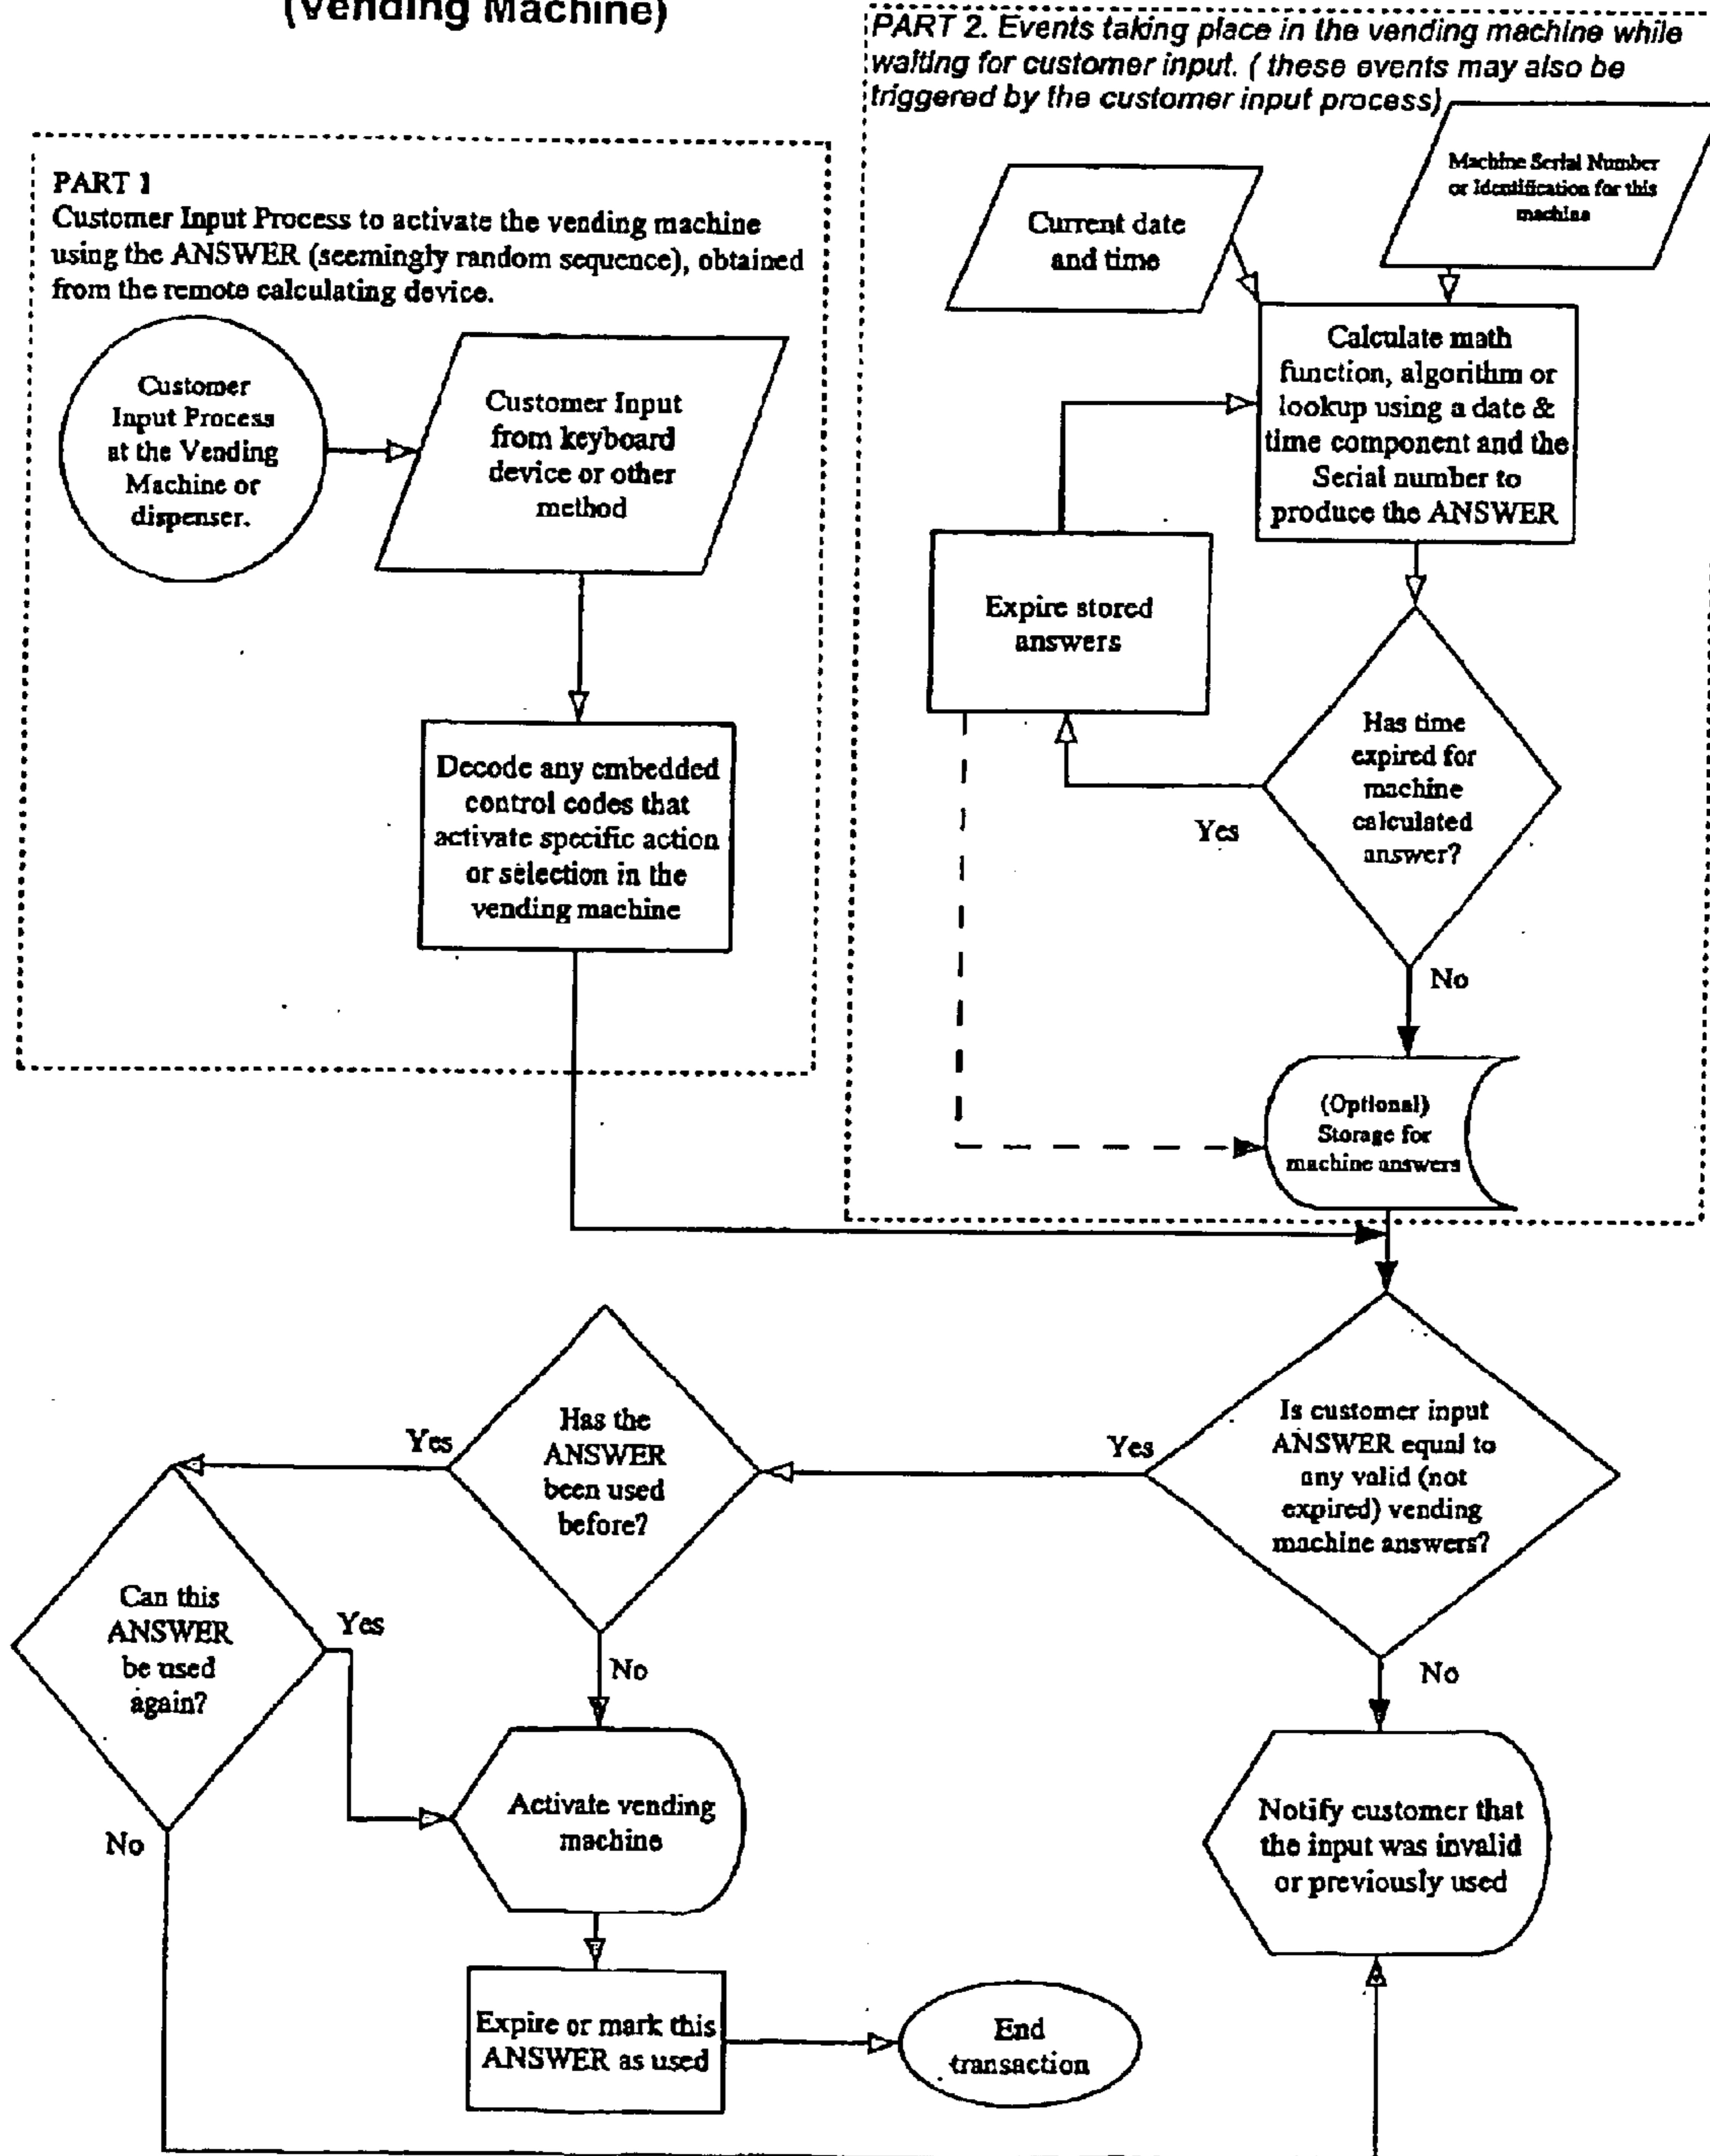 (Vending Machine)
PART 2. Events taking place in the vending machine while
waiting for customer input. ( these events may also be
triggered by the customer input process)
PART 1
Customer Input Process to activate the vending machine
using the ANSWER (seemingly random sequence), obtained
from the remote calculating device.
Customer
Input Process
at the Vending
Machine or
dispenser.
Customer Input
from keyboard
device or other
method
Decode any embedded
control codes that
activate specific action
or selection in the
vending machine
Current date
and time
Machine Serial Number
or Identification for this
machine
Calculate math
function, algorithm or
lookup using a date &
time component and the
Serial number to
produce the ANSWER
Expire stored
answers
Has time
expired for
machine
calculated
answer?
Yes
No
(Optional)
Storage for
machine answers
Is customer input
ANSWER equal to
any valid (not
expired) vending
machine answers?
Yes
No
Has the
ANSWER
been used
before?
Yes
No
Can this
ANSWER
be used
again?
Yes
No
Activate vending
machine
Notify customer that
the input was invalid
or previously used
Expire or mark this
ANSWER as used
End
transaction